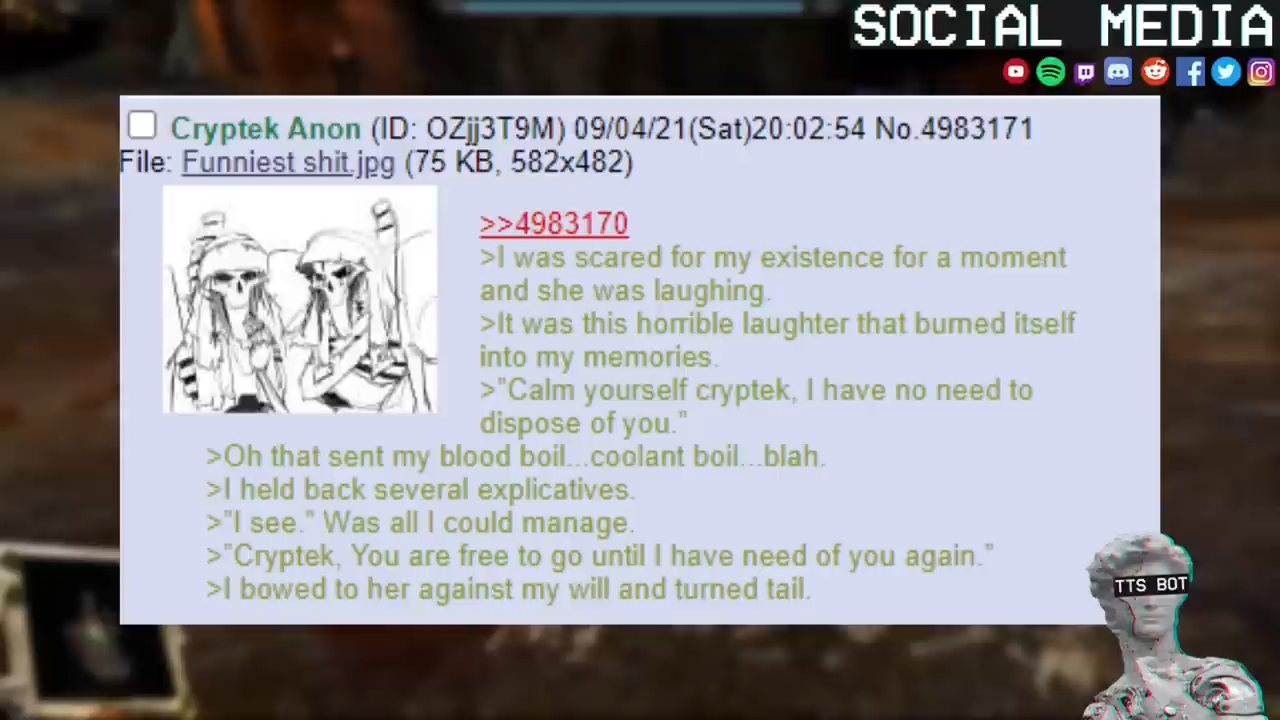 SOCIAL MEDIA
Cryptek Anon (ID: OZjj3T9M) 09/04/21(Sat)20:02:54 No.4983171
File: Funniest shit.jpg (75 KB, 582x482)
>>4983170
>I was scared for my existence for a moment
and she was laughing.
>It was this horrible laughter that burned itself
into my memories.
>"Calm yourself cryptek, I have no need to
dispose of you."
>Oh that sent my blood boil...coolant boil...blah.
>I held back several explicatives.
>"I see." Was all I could manage.
>"Cryptek, You are free to go until I have need of you again."
>I bowed to her against my will and turned tail.
TTS BOT